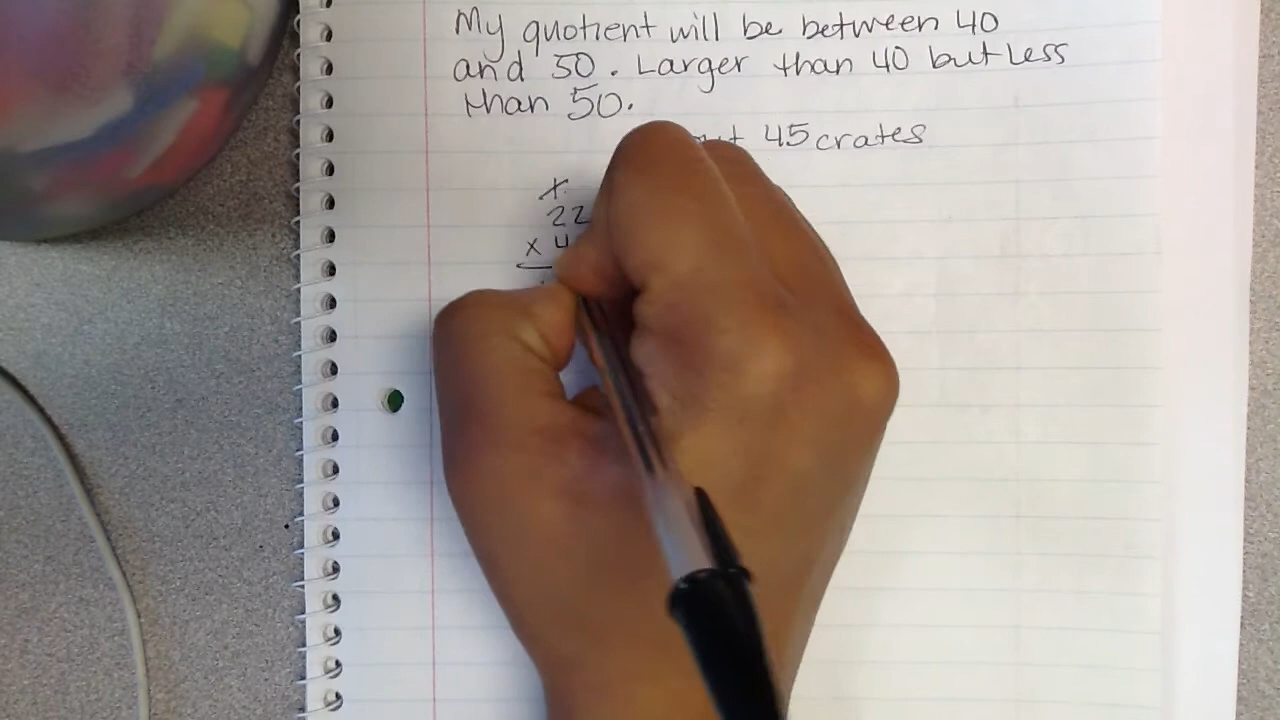 My quotient will be between 40
and 50. Larger than 40 but less
than 50.
45 crates
22
x 4